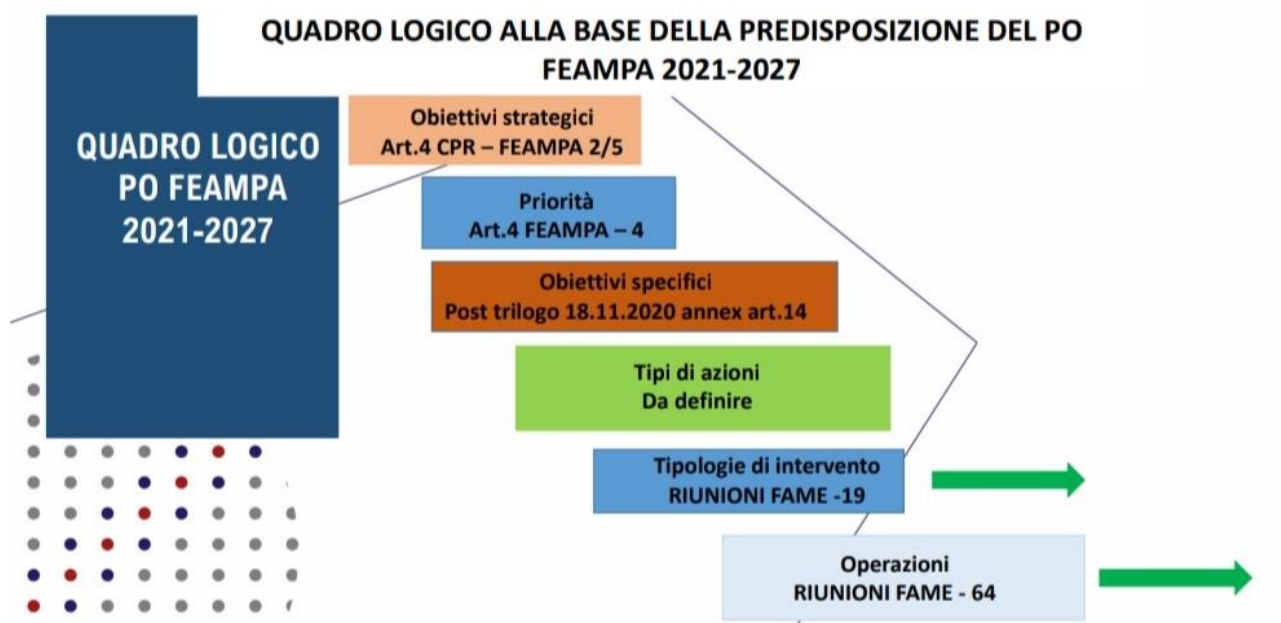 QUADRO LOGICO ALLA BASE DELLA PREDISPOSIZIONE DEL PO
FEAMPA 2021-2027
QUADRO LOGICO
PO FEAMPA
2021-2027
Obiettivi strategici
Art.4 CPR – FEAMPA 2/5
Priorità
Art.4 FEAMPA – 4
Obiettivi specifici
Post trilogo 18.11.2020 annex art.14
Tipi di azioni
Da definire
Tipologie di intervento
RIUNIONI FAME -19
Operazioni
RIUNIONI FAME - 64